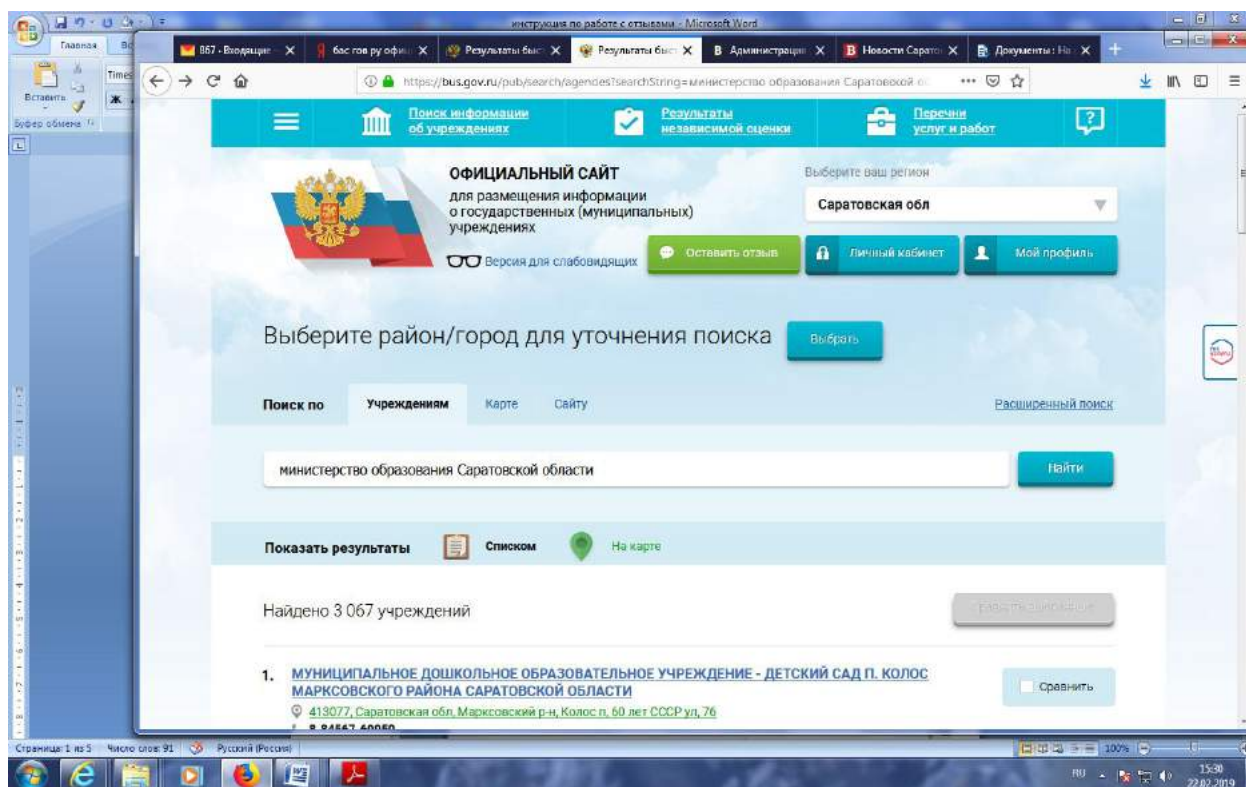 инструкция по работе с отзывами - Microsoft Word
Главная
Вставить
Times
Ж
Буфер обмена
867 - Входящие
бас гов ру офиц
Результаты быс
Результаты быс
Администраци
Новости Сарато
Документы: На
https://bus.gov.ru/pub/search/agencies?searchString=министерство образования Саратовской о
Поиск информации
об учреждениях
Результаты
независимой оценки
Перечни
услуг и работ
ОФИЦИАЛЬНЫЙ САЙТ
для размещения информации
о государственных (муниципальных)
учреждениях
Версия для слабовидящих
Выберите ваш регион
Саратовская обл
Оставить отзыв
Личный кабинет
Мой профиль
Выберите район/город для уточнения поиска
Выбрать
Поиск по
Учреждениям
Карте
Сайту
Расширенный поиск
министерство образования Саратовской области
Найти
Показать результаты
Списком
На карте
Найдено 3 067 учреждений
1. МУНИЦИПАЛЬНОЕ ДОШКОЛЬНОЕ ОБРАЗОВАТЕЛЬНОЕ УЧРЕЖДЕНИЕ - ДЕТСКИЙ САД П. КОЛОС
МАРКСОВСКОГО РАЙОНА САРАТОВСКОЙ ОБЛАСТИ
Сравнить
413077, Саратовская обл, Марксовский р-н, Колос п, 60 лет СССР ул, 76
8-84567-60050
Страница: 1 из 5
Число слов: 91
Русский (Россия)
100%
RU
15:30
22.02.2019